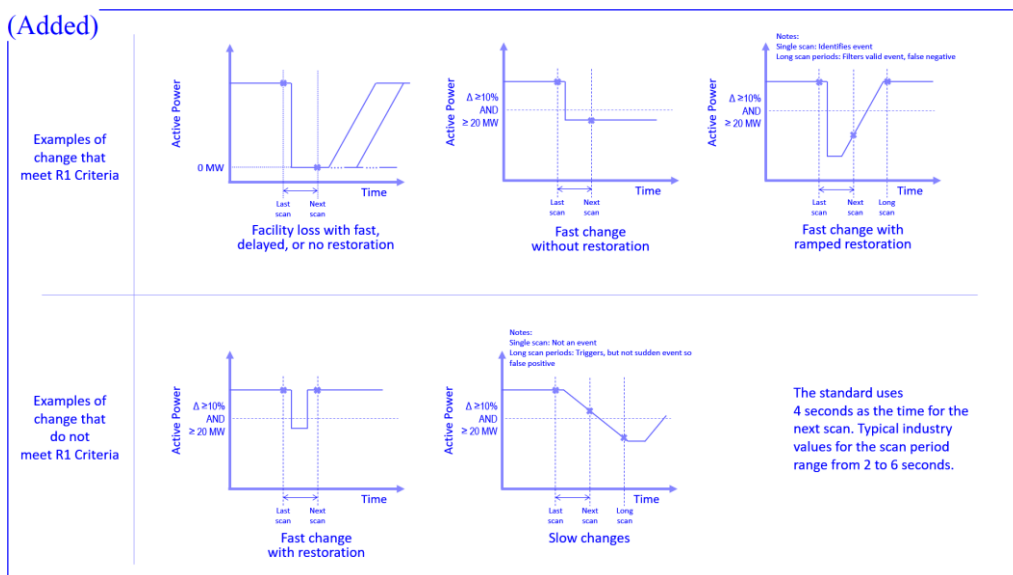 (Added)
Examples of
change that
meet R1 Criteria
Active Power
0 MW
Time
Last
scan
Next
scan
Facility loss with fast,
delayed, or no restoration
Active Power
Δ ≥10%
AND
≥ 20 MW
Time
Last
scan
Next
scan
Fast change
without restoration
Notes:
Single scan: Identifies event
Long scan periods: Filters valid event, false negative
Active Power
Δ ≥10%
AND
≥ 20 MW
Time
Last
scan
Next
scan
Long
scan
Fast change with
ramped restoration
Examples of
change that
do not
meet R1 Criteria
Active Power
Δ ≥10%
AND
≥ 20 MW
Time
Last
scan
Next
scan
Fast change
with restoration
Notes:
Single scan: Not an event
Long scan periods: Triggers, but not sudden event so
false positive
Active Power
Δ ≥10%
AND
≥ 20 MW
Time
Last
scan
Next
scan
Long
scan
Slow changes
The standard uses
4 seconds as the time for the
next scan. Typical industry
values for the scan period
range from 2 to 6 seconds.